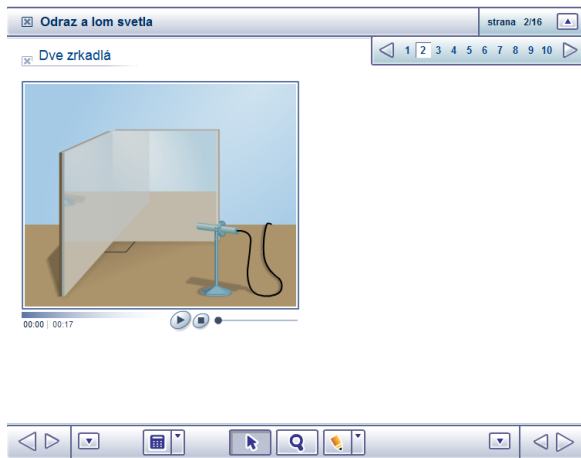 Odraz a lom svetla
strana 2/16
1 2 3 4 5 6 7 8 9 10
Dve zrkadlá
00:00 | 00:17